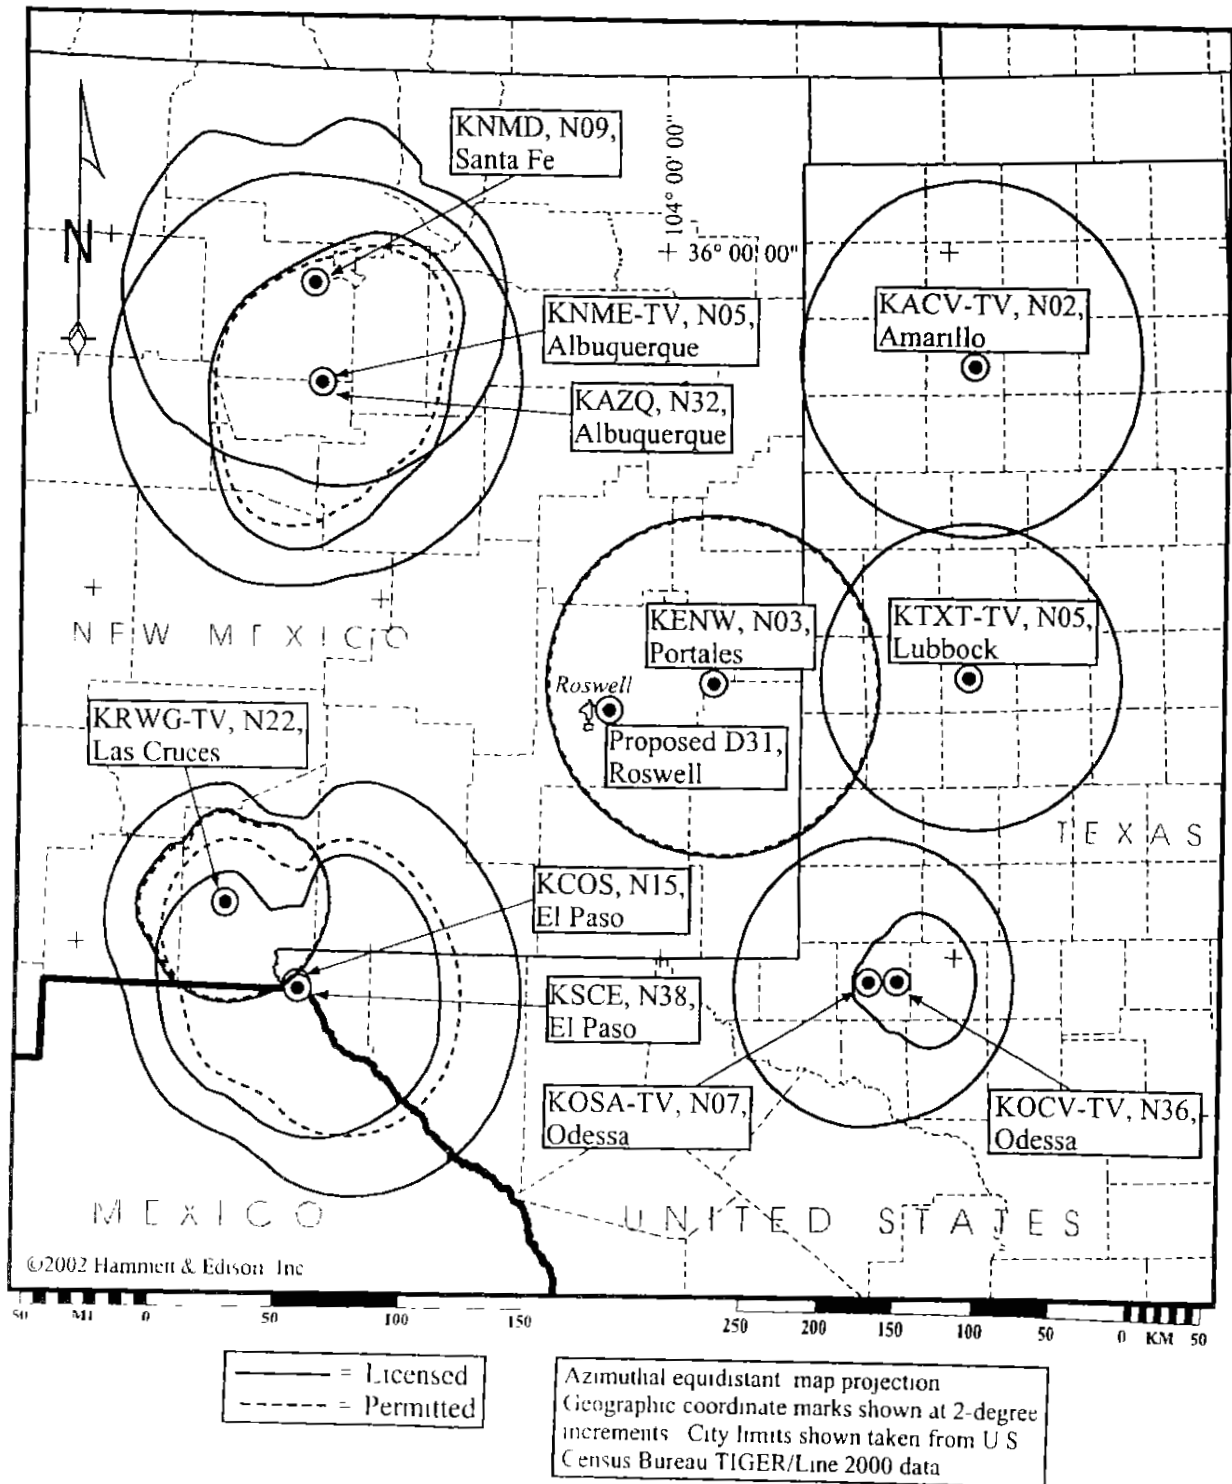 KNMD, N09,
Santa Fe
104° 00' 00"
36° 00' 00"
N
KNME-TV, N05,
Albuquerque
KACV-TV, N02,
Amarillo
KAZQ, N32,
Albuquerque
NEW MEXICO
KENW, N03,
Portales
KTXT-TV, N05,
Lubbock
Roswell
KRWG-TV, N22,
Las Cruces
Proposed D31,
Roswell
TEXAS
KCOS, N15,
El Paso
KSCE, N38,
El Paso
KOSA-TV, N07,
Odessa
KOCV-TV, N36,
Odessa
MEXICO
UNITED STATES
©2002 Hammett & Edison Inc
50 MI 0 50 100 150
250 200 150 100 50 0 KM 50
= Licensed
= Permitted
Azimuthal equidistant map projection
Geographic coordinate marks shown at 2-degree
increments City limits shown taken from U S
Census Bureau TIGER/Line 2000 data